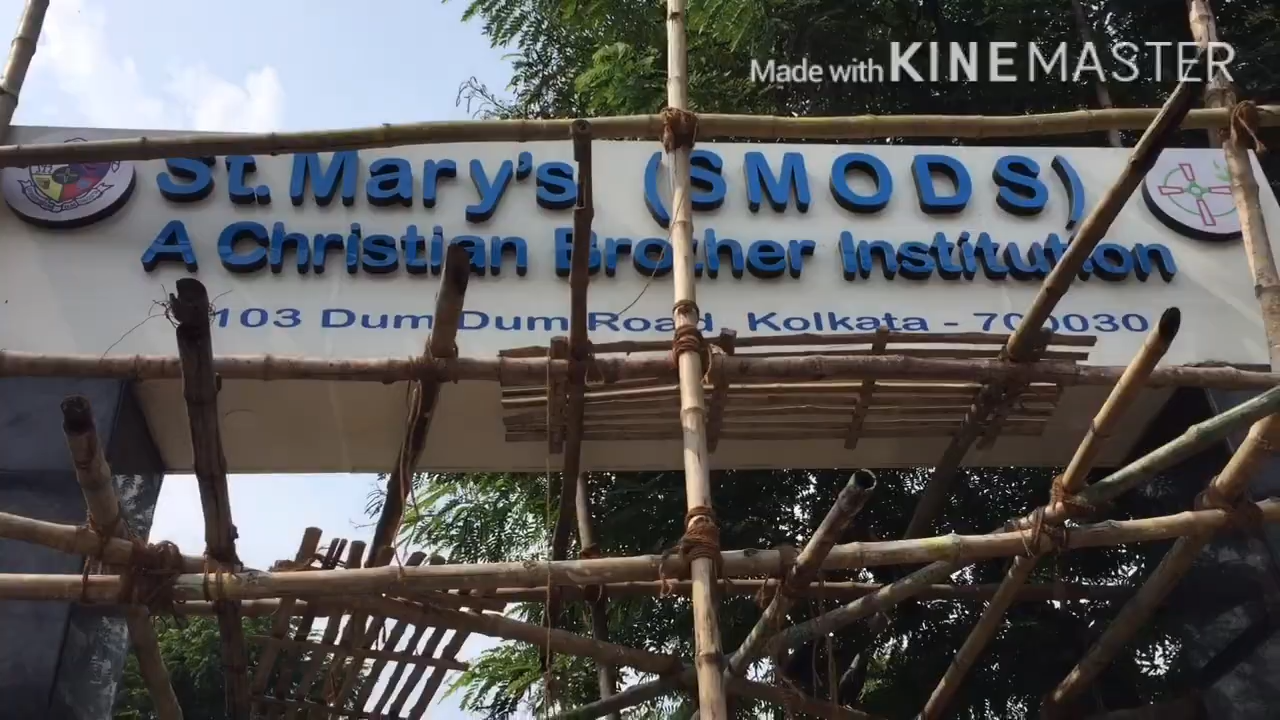 Made with KINEMASTER
St. Mary's (SMODS)
A Christian Brother Institution
103 Dum Dum Road, Kolkata - 700030